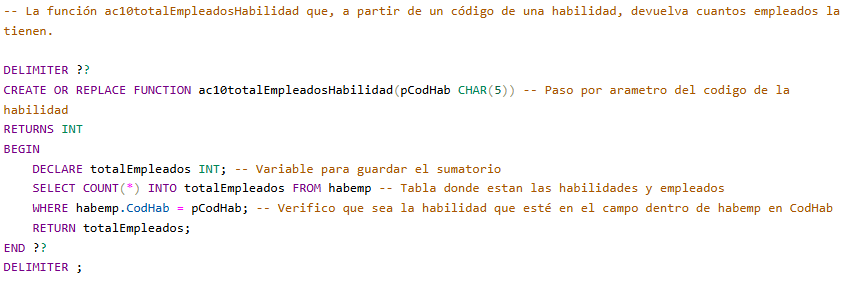 -- La función ac10totalEmpleadosHabilidad que, a partir de un código de una habilidad, devuelva cuantos empleados la
tienen.
DELIMITER ??
CREATE OR REPLACE FUNCTION ac10totalEmpleadosHabilidad(pCodHab CHAR(5)) -- Paso por arametro del codigo de la
habilidad
RETURNS INT
BEGIN
    DECLARE totalEmpleados INT; -- Variable para guardar el sumatorio
    SELECT COUNT(*) INTO totalEmpleados FROM habemp -- Tabla donde estan las habilidades y empleados
    WHERE habemp.CodHab = pCodHab; -- Verifico que sea la habilidad que esté en el campo dentro de habemp en CodHab
    RETURN totalEmpleados;
END ??
DELIMITER ;